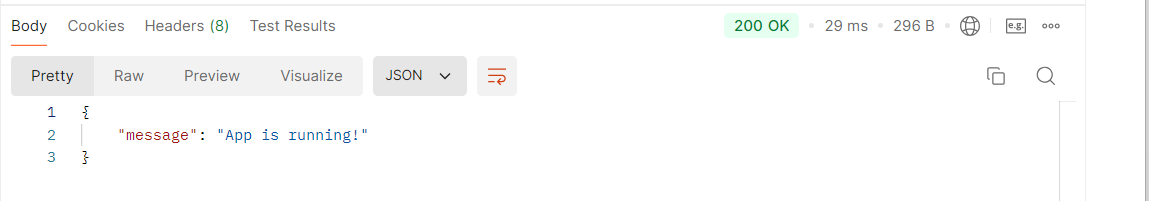 Body Cookies Headers (8) Test Results 200 OK 29 ms 296 B e.g.
Pretty Raw Preview Visualize JSON
1 {
2 "message": "App is running!"
3 }